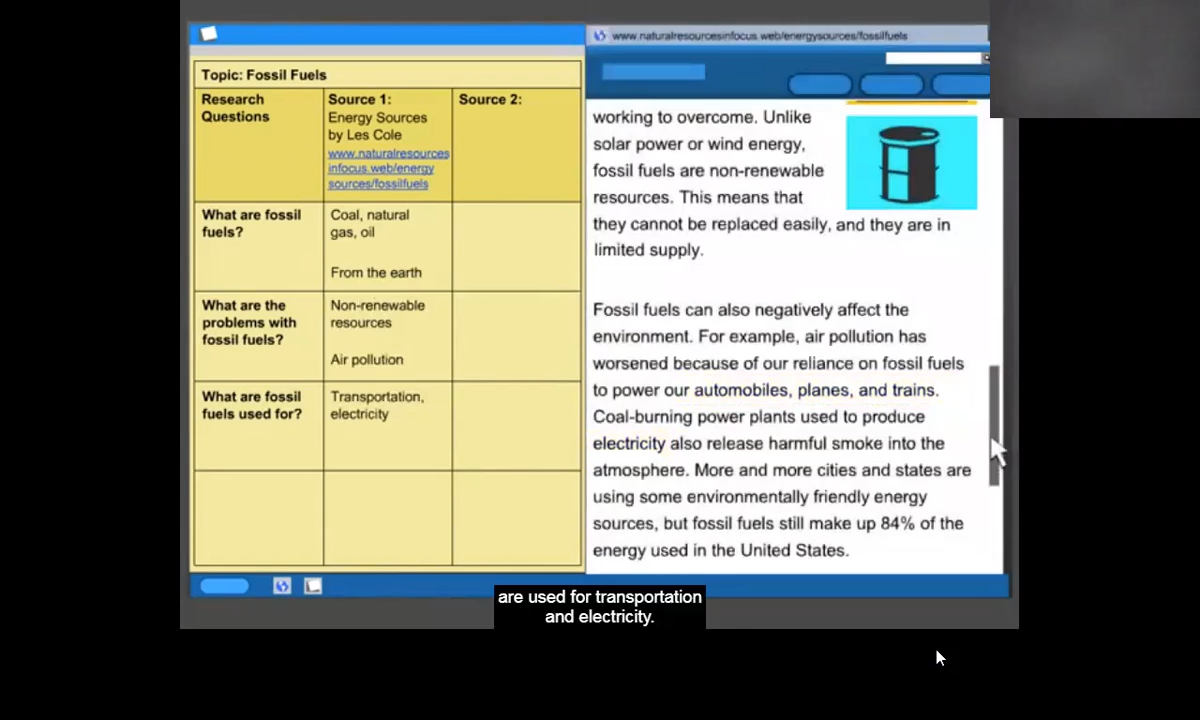 Topic: Fossil Fuels
Research
Questions
Source 1:
Energy Sources
by Les Cole
www.naturalresources
infocus.web/energy
sources/fossilfuels
Source 2:
What are fossil
fuels?
Coal, natural
gas, oil
From the earth
What are the
problems with
fossil fuels?
Non-renewable
resources
Air pollution
What are fossil
fuels used for?
Transportation,
electricity
www.naturalresourcesinfocus.web/energysources/fossilfuels
working to overcome. Unlike
solar power or wind energy,
fossil fuels are non-renewable
resources. This means that
they cannot be replaced easily, and they are in
limited supply.
Fossil fuels can also negatively affect the
environment. For example, air pollution has
worsened because of our reliance on fossil fuels
to power our automobiles, planes, and trains.
Coal-burning power plants used to produce
electricity also release harmful smoke into the
atmosphere. More and more cities and states are
using some environmentally friendly energy
sources, but fossil fuels still make up 84% of the
energy used in the United States.
are used for transportation
and electricity.